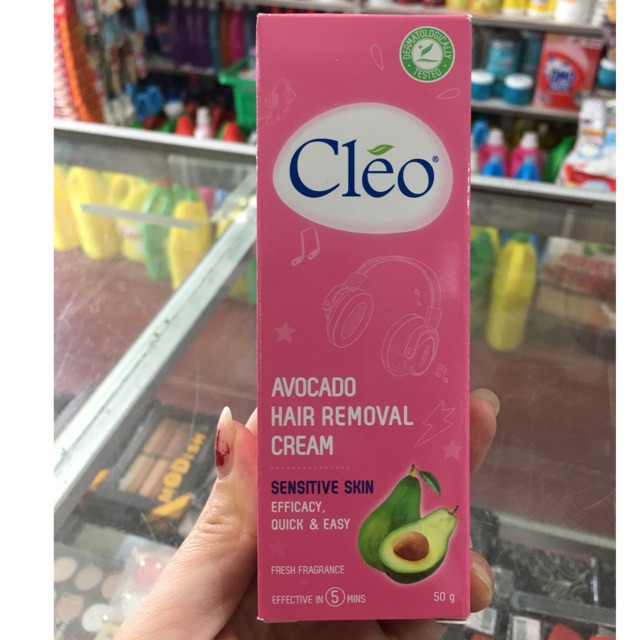 DERMATOLOGICALLY
TESTED
Cléo®
AVOCADO
HAIR REMOVAL
CREAM
SENSITIVE SKIN
EFFICACY,
QUICK & EASY
FRESH FRAGRANCE
EFFECTIVE IN 5 MINS
50 g
MODISH